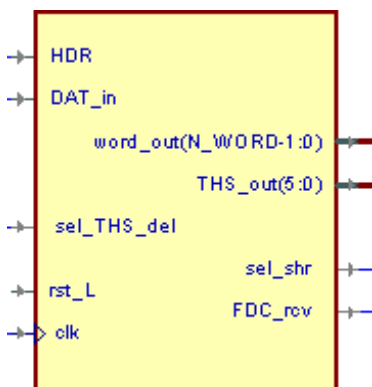 HDR
DAT_in
word_out(N_WORD-1:0)
THS_out(5:0)
sel_THS_del
sel_shr
rst_L
FDC_rcv
clk